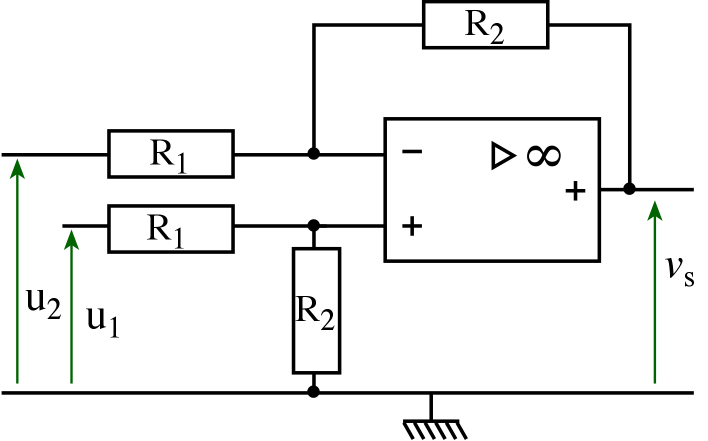 R₂
R₁
− ▷ ∞
+
R₁
+
R₂
u₂
u₁
vₛ